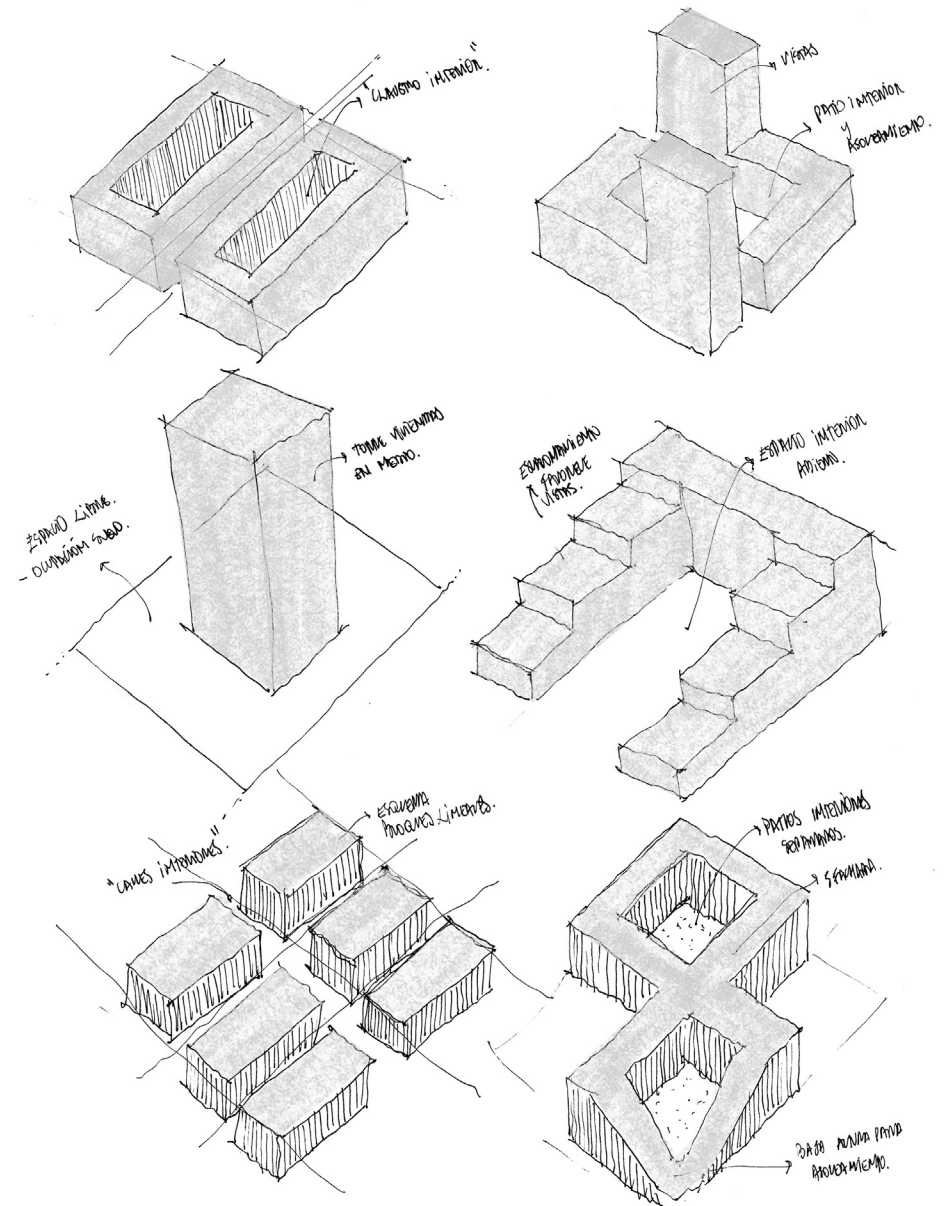 "CLAUSTRO INTERIOR"
VISTAS
PATIO INTERIOR
Y
ASOLEAMIENTO.
TORRE VIVIENDAS
EN MEDIO.
ESPACIO LIBRE.
- OCUPACIÓN SUELO.
ESCALONAMIENTO
FAVORECE
VISTAS.
ESPACIO INTERIOR
ABIERTO.
ESQUEMA
BLOQUES LINEALES.
"CALLES INTERIORES."
PATIOS INTERIORES
SEPARADOS.
FACHADA.
BAJA ALTURA PARA
ASOLEAMIENTO.